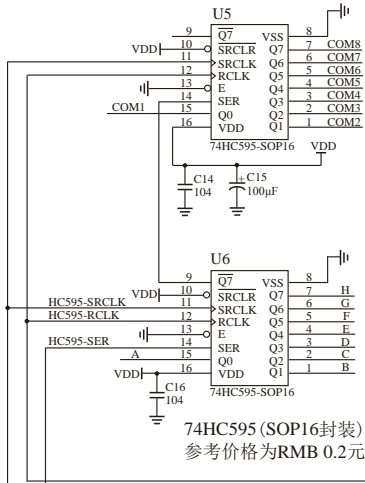 U5
9 Q7 VSS 8
VDD 10 SRCLR Q7 7 COM8
11 SRCLK Q6 6 COM7
12 RCLK Q5 5 COM6
13 E Q4 4 COM5
14 SER Q3 3 COM4
COM1 15 Q0 Q2 2 COM3
16 VDD Q1 1 COM2
74HC595-SOP16
VDD
C14
104
+ C15
100μF
U6
9 Q7 VSS 8
VDD 10 SRCLR Q7 7 H
HC595-SRCLK 11 SRCLK Q6 6 G
HC595-RCLK 12 RCLK Q5 5 F
13 E Q4 4 E
HC595-SER 14 SER Q3 3 D
A 15 Q0 Q2 2 C
VDD 16 VDD Q1 1 B
74HC595-SOP16
C16
104
74HC595(SOP16封装)
参考价格为RMB 0.2元